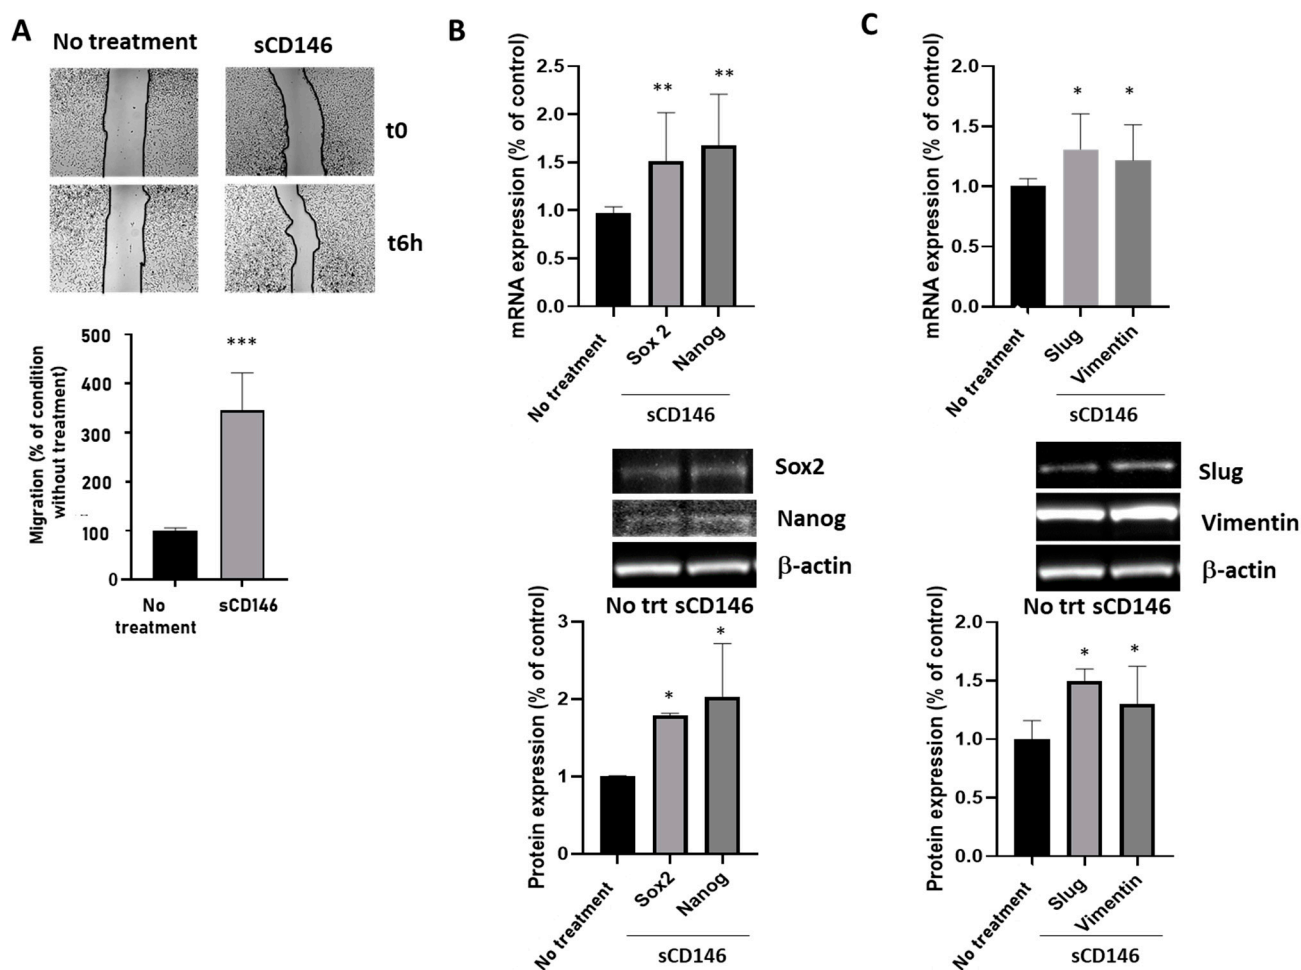 A
No treatment
sCD146
t0
t6h
Migration (% of condition
without treatment)
500
400
300
200
100
0
***
No
treatment
sCD146
B
mRNA expression (% of control)
2.5
2.0
1.5
1.0
0.5
0.0
**
**
No treatment
Sox 2
Nanog
sCD146
Sox2
Nanog
β-actin
No trt sCD146
Protein expression (% of control)
3
2
1
0
*
*
No treatment
Sox2
Nanog
sCD146
C
mRNA expression (% of control)
2.0
1.5
1.0
0.5
0.0
*
*
No treatment
Slug
Vimentin
sCD146
Slug
Vimentin
β-actin
No trt sCD146
Protein expression (% of control)
2.0
1.5
1.0
0.5
0.0
*
*
No treatment
Slug
Vimentin
sCD146